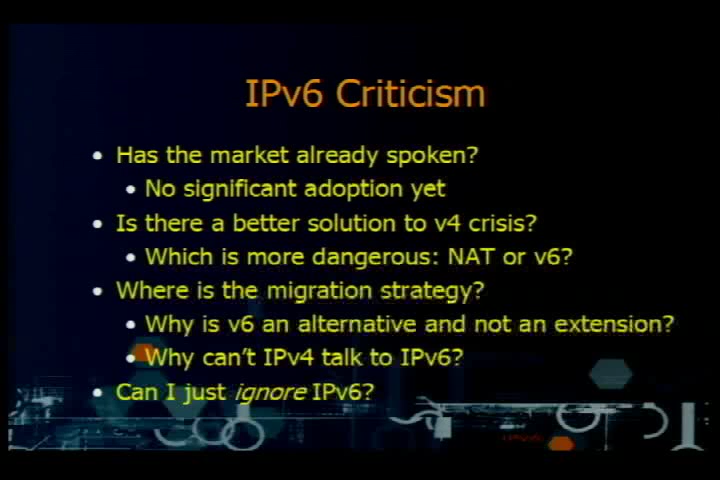 IPv6 Criticism
• Has the market already spoken?
• No significant adoption yet
• Is there a better solution to v4 crisis?
• Which is more dangerous: NAT or v6?
• Where is the migration strategy?
• Why is v6 an alternative and not an extension?
• Why can't IPv4 talk to IPv6?
• Can I just ignore IPv6?